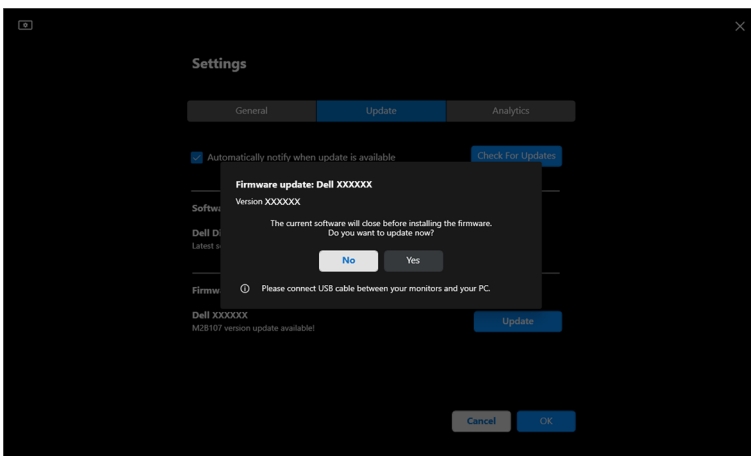 Settings
General
Update
Analytics
Automatically notify when update is available
Check For Updates
Firmware update: Dell XXXXXX
Version XXXXXX
The current software will close before installing the firmware.
Do you want to update now?
No
Yes
Please connect USB cable between your monitors and your PC.
Dell XXXXXX
M2B107 version update available!
Update
Cancel
OK